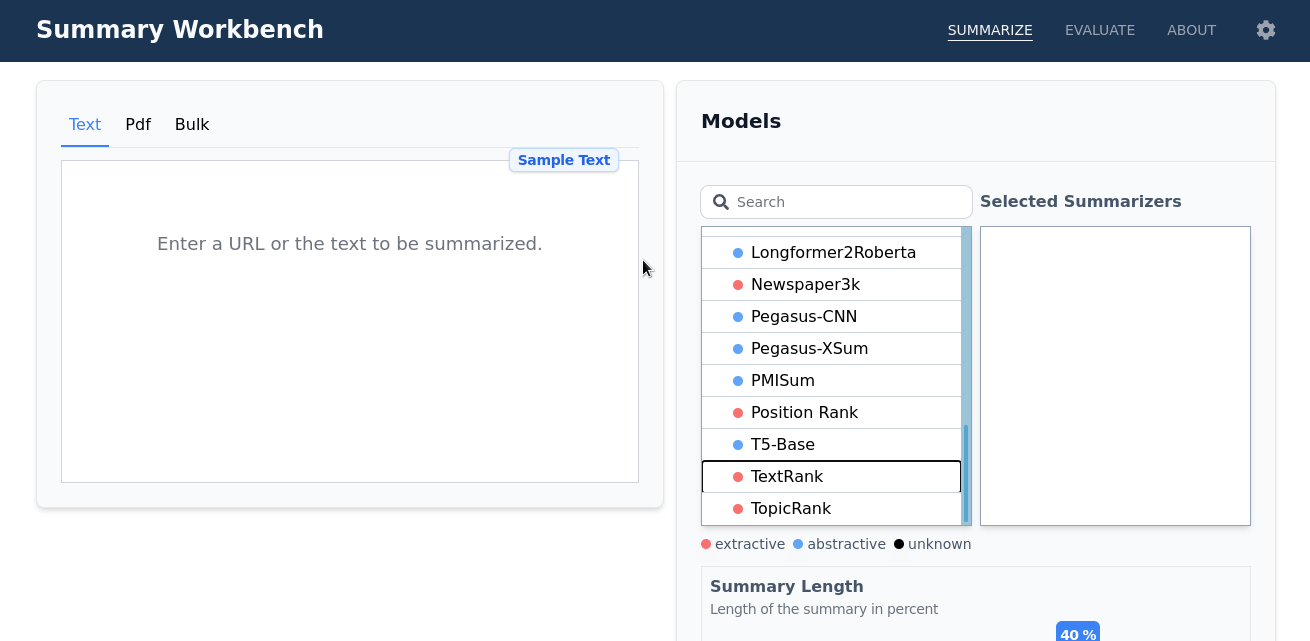 Summary Workbench
SUMMARIZE
EVALUATE
ABOUT
Text
Pdf
Bulk
Sample Text
Enter a URL or the text to be summarized.
Models
Search
Longformer2Roberta
Newspaper3k
Pegasus-CNN
Pegasus-XSum
PMISum
Position Rank
T5-Base
TextRank
TopicRank
Selected Summarizers
extractive
abstractive
unknown
Summary Length
Length of the summary in percent
40 %